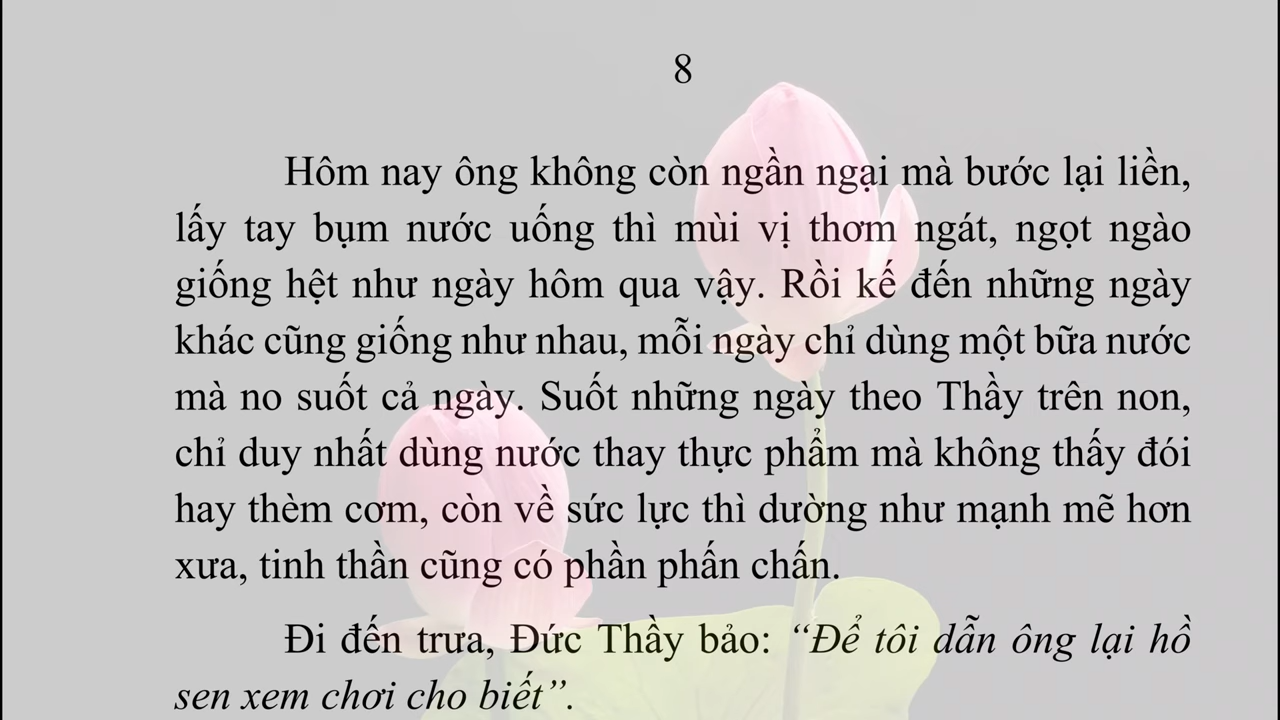 8
Hôm nay ông không còn ngần ngại mà bước lại liền,
lấy tay bụm nước uống thì mùi vị thơm ngát, ngọt ngào
giống hệt như ngày hôm qua vậy. Rồi kế đến những ngày
khác cũng giống như nhau, mỗi ngày chỉ dùng một bữa nước
mà no suốt cả ngày. Suốt những ngày theo Thầy trên non,
chỉ duy nhất dùng nước thay thực phẩm mà không thấy đói
hay thèm cơm, còn về sức lực thì dường như mạnh mẽ hơn
xưa, tinh thần cũng có phần phấn chấn.
Đi đến trưa, Đức Thầy bảo: “Để tôi dẫn ông lại hồ
sen xem chơi cho biết”.